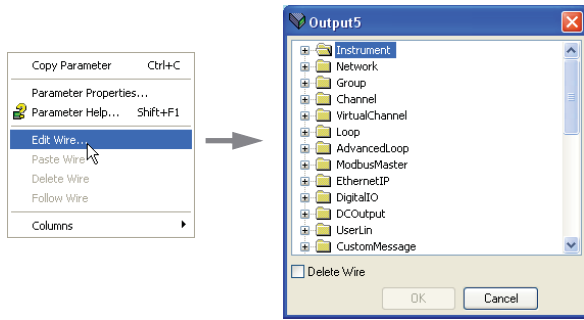 Copy Parameter Ctrl+C
Parameter Properties...
Parameter Help... Shift+F1
Edit Wire...
Paste Wire
Delete Wire
Follow Wire
Columns
Output5
Instrument
Network
Group
Channel
VirtualChannel
Loop
AdvancedLoop
ModbusMaster
EthernetIP
DigitalIO
DCOutput
UserLin
CustomMessage
Delete Wire
OK Cancel